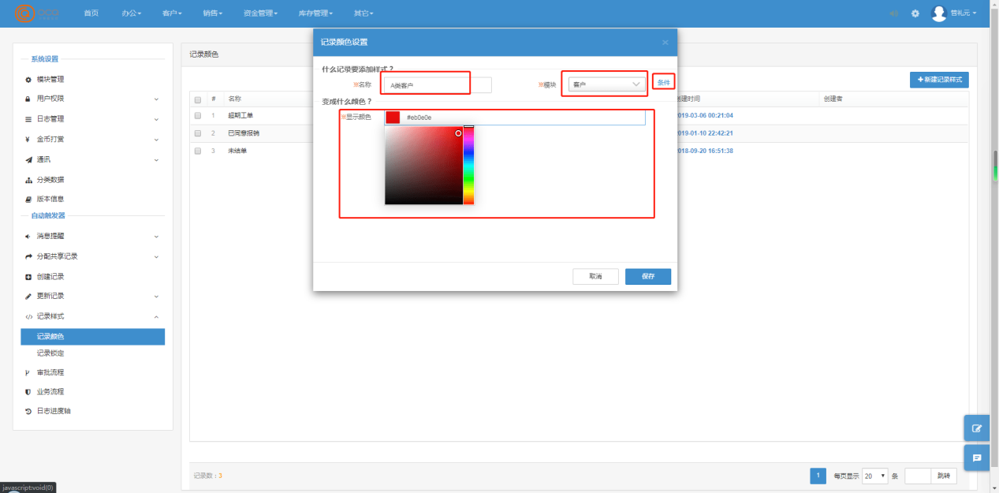 首页 办公 客户 销售 资金管理 库存管理 其它 管礼元
系统设置
模块管理
用户权限
日志管理
金币打赏
通讯
分类数据
版本信息
自动触发器
消息提醒
分配共享记录
创建记录
更新记录
记录样式
记录颜色
记录锁定
审批流程
业务流程
日志进度轴
记录颜色
+新建记录样式
# 名称 创建时间 创建者
1 超期工单 2019-03-06 00:21:04
2 已同意报销 2019-01-10 22:42:21
3 未结单 2018-09-20 16:51:38
记录颜色设置 ×
什么记录要添加样式?
※名称 A类客户 ※模块 客户 条件
变成什么颜色?
※显示颜色 #eb0e0e
取消 保存
记录数:3
1 每页显示 20 条 跳转
javascript:void(0)